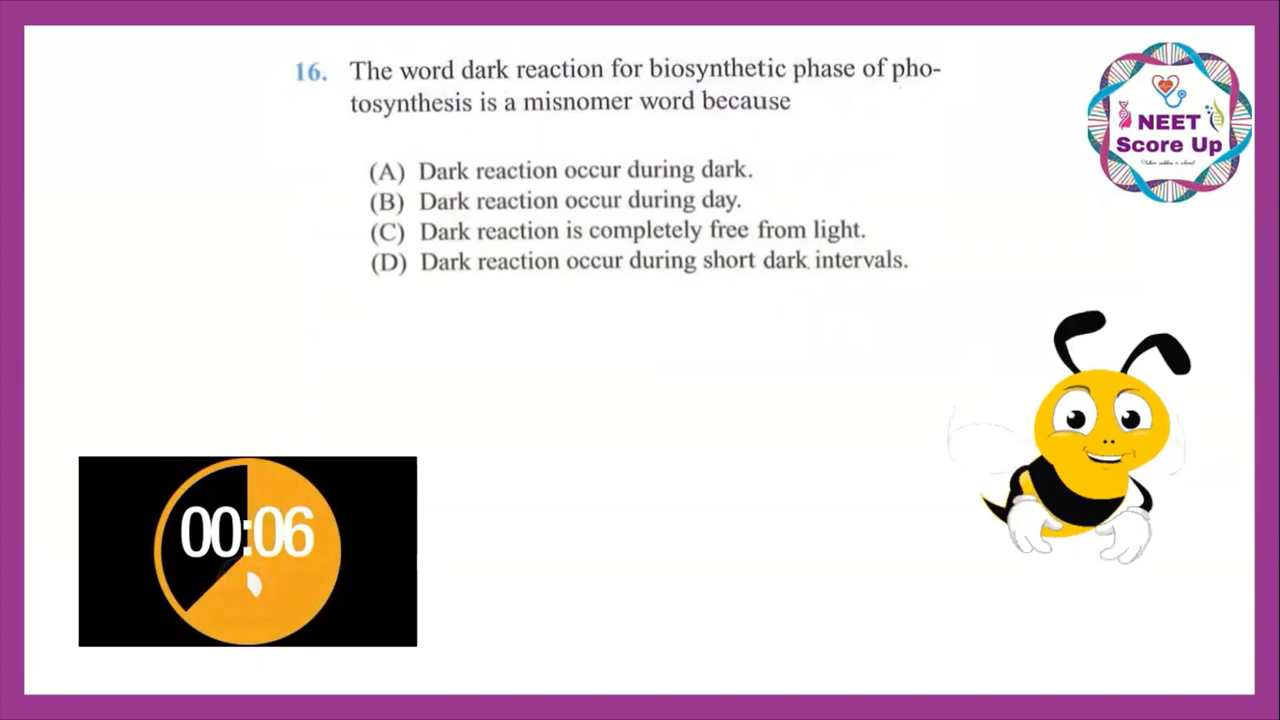 16. The word dark reaction for biosynthetic phase of pho-
tosynthesis is a misnomer word because
(A) Dark reaction occur during dark.
(B) Dark reaction occur during day.
(C) Dark reaction is completely free from light.
(D) Dark reaction occur during short dark intervals.
NEET
Score Up
00:06